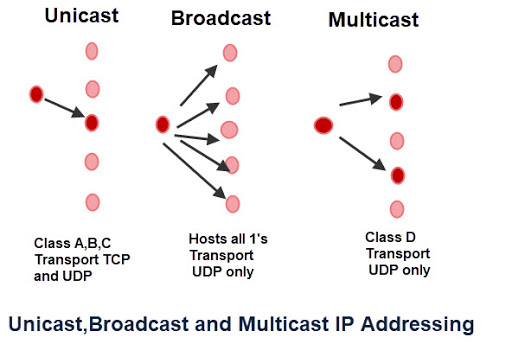 Unicast
Broadcast
Multicast
Class A,B,C
Transport TCP
and UDP
Hosts all 1's
Transport
UDP only
Class D
Transport
UDP only
Unicast,Broadcast and Multicast IP Addressing